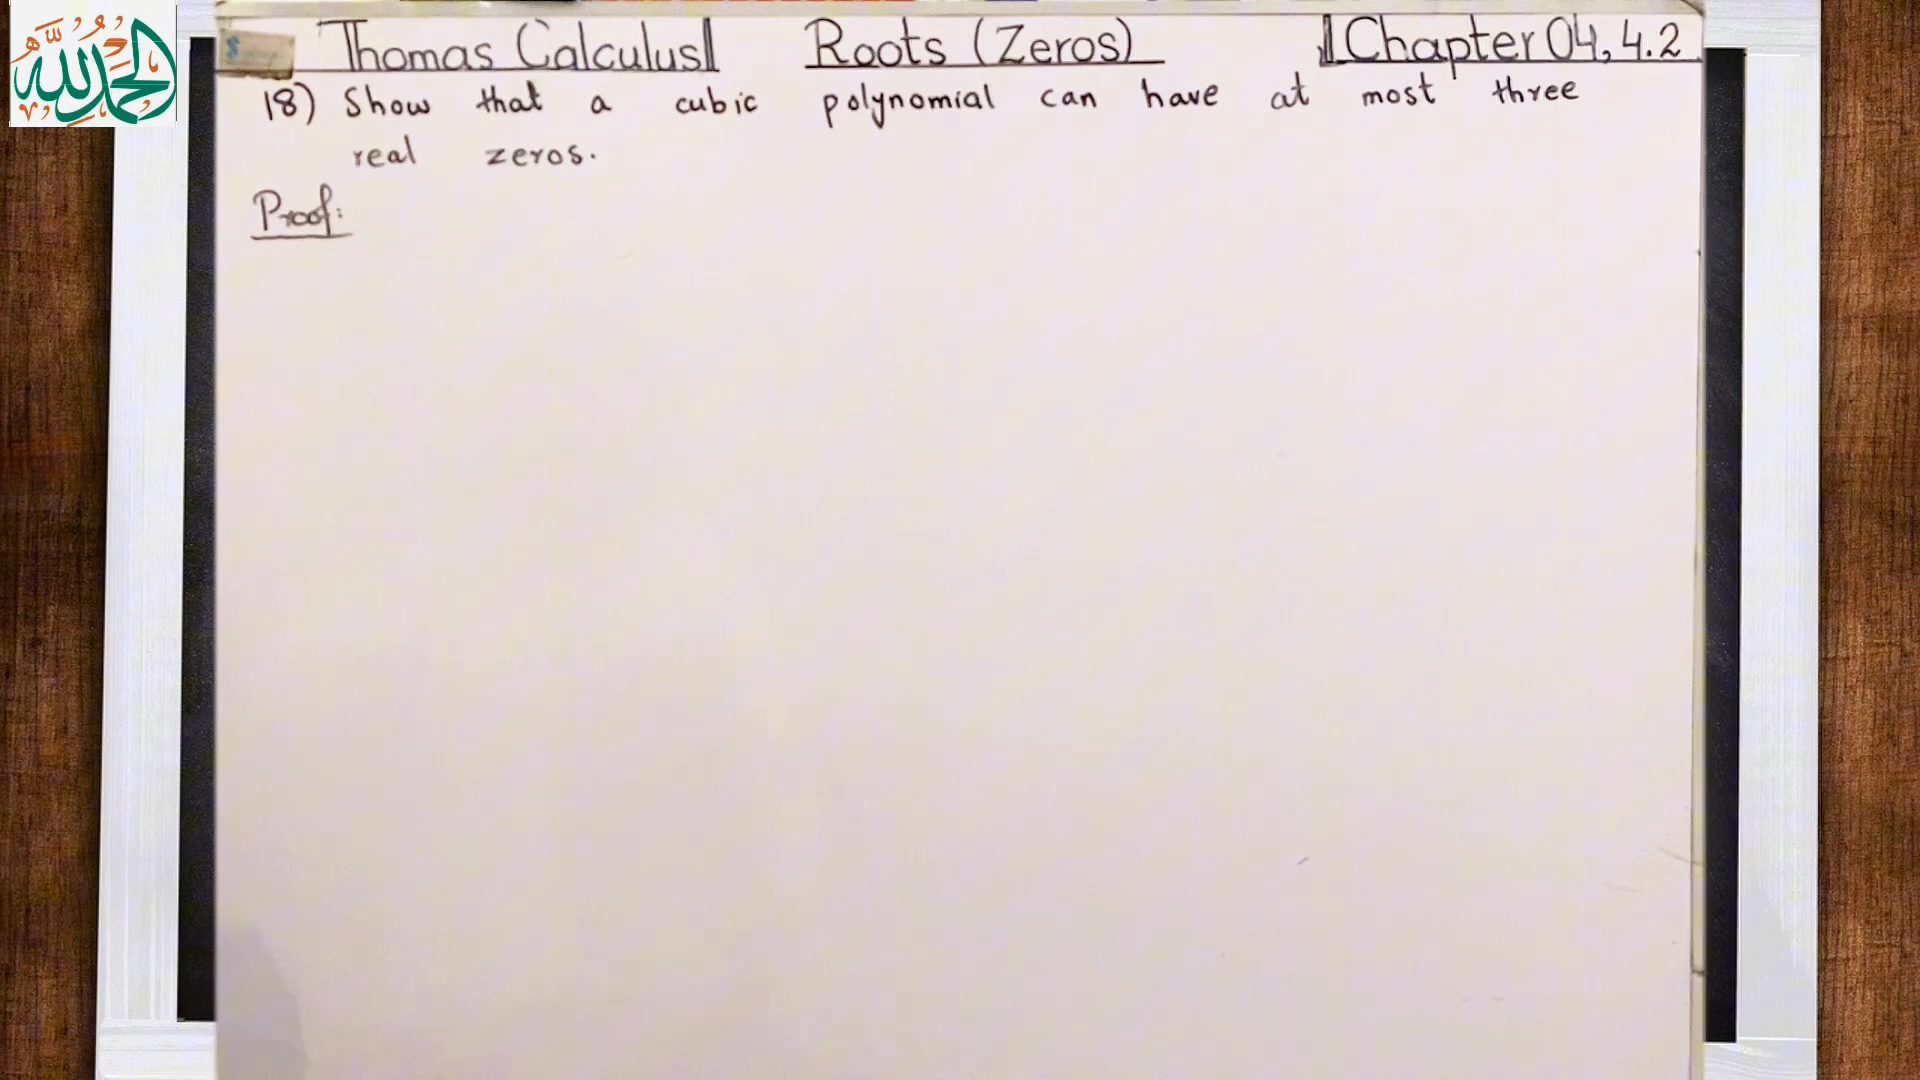 الحمد لله
Thomas Calculus Roots (Zeros) Chapter 04, 4.2
18) Show that a cubic polynomial can have at most three
real zeros.
Proof: